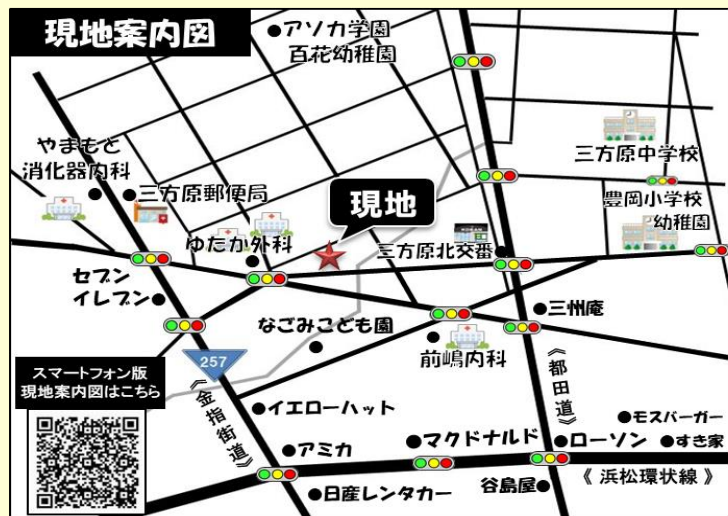 現地案内図
アソカ学園
百花幼稚園
やまもと
消化器内科
三方原郵便局
三方原中学校
現地
豊岡小学校
幼稚園
ゆたか外科
三方原北交番
セブン
イレブン
三州庵
なごみこども園
前嶋内科
257
スマートフォン版
現地案内図はこちら
《金指街道》
《都田道》
イエローハット
モスバーガー
アミカ
マクドナルド
ローソン
すき家
《浜松環状線》
日産レンタカー
谷島屋